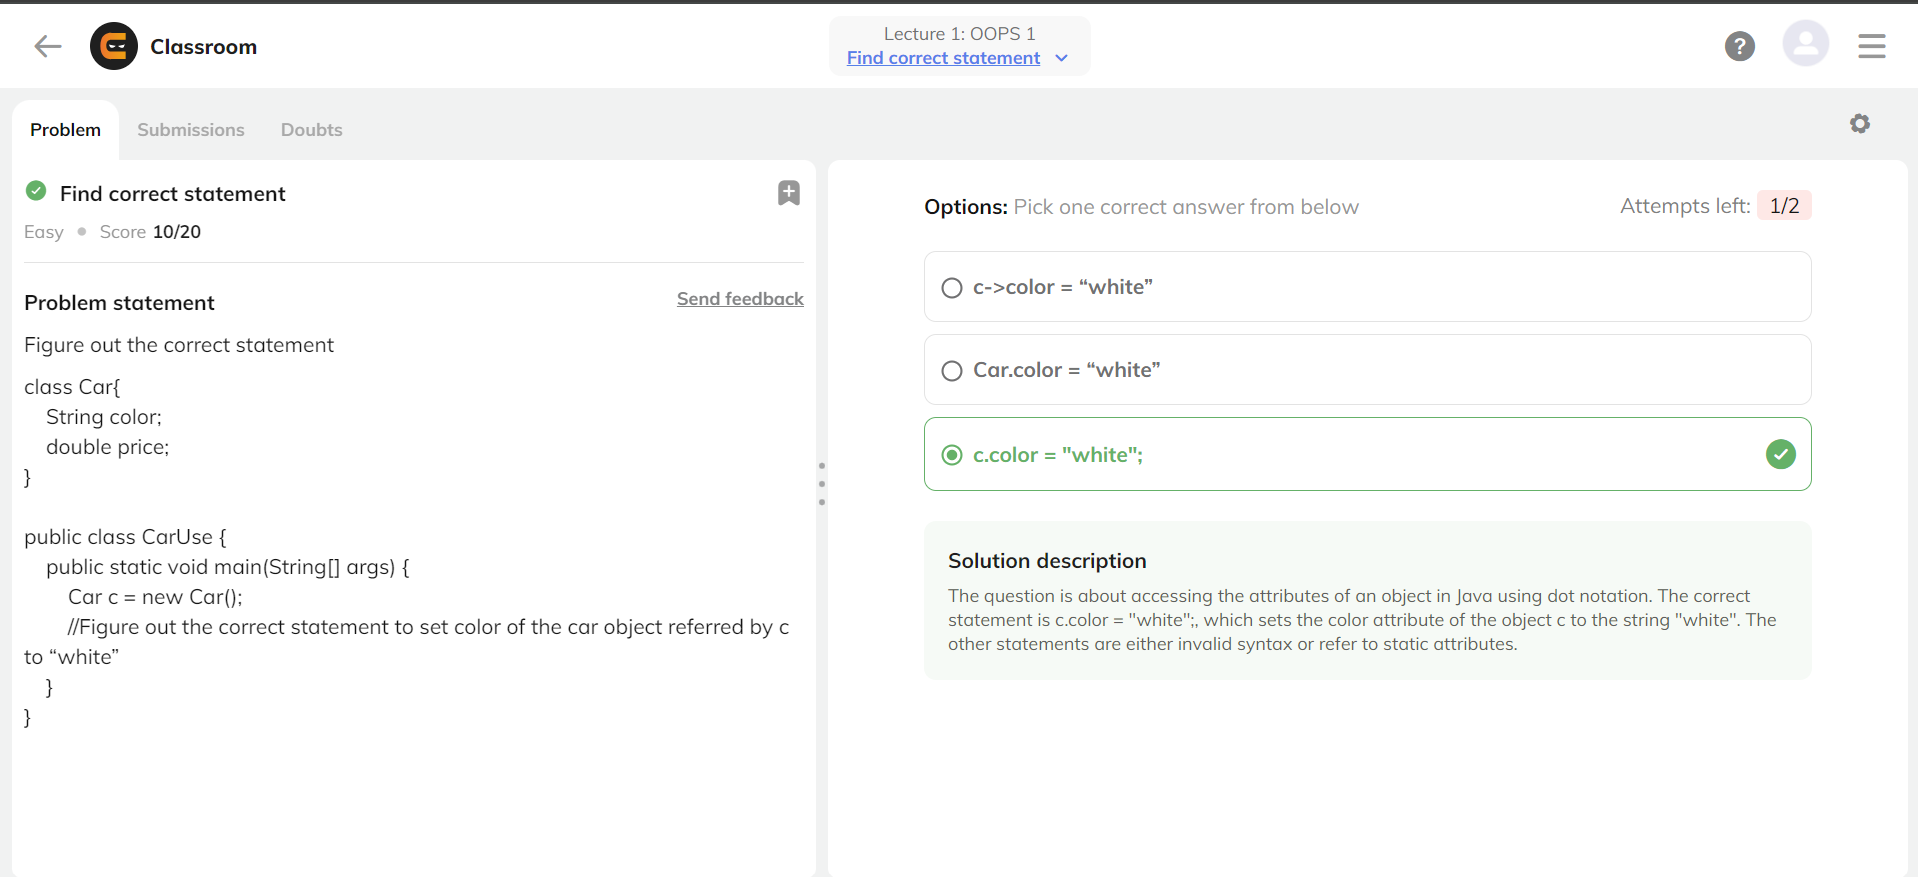 Classroom
Lecture 1: OOPS 1
Find correct statement
?
Problem
Submissions
Doubts
Find correct statement
Easy
Score 10/20
Problem statement
Send feedback
Figure out the correct statement
class Car{
String color;
double price;
}
public class CarUse {
public static void main(String[] args) {
Car c = new Car();
//Figure out the correct statement to set color of the car object referred by c
to “white”
}
}
Options: Pick one correct answer from below
Attempts left: 1/2
c->color = “white”
Car.color = “white”
c.color = "white";
Solution description
The question is about accessing the attributes of an object in Java using dot notation. The correct
statement is c.color = "white";, which sets the color attribute of the object c to the string "white". The
other statements are either invalid syntax or refer to static attributes.